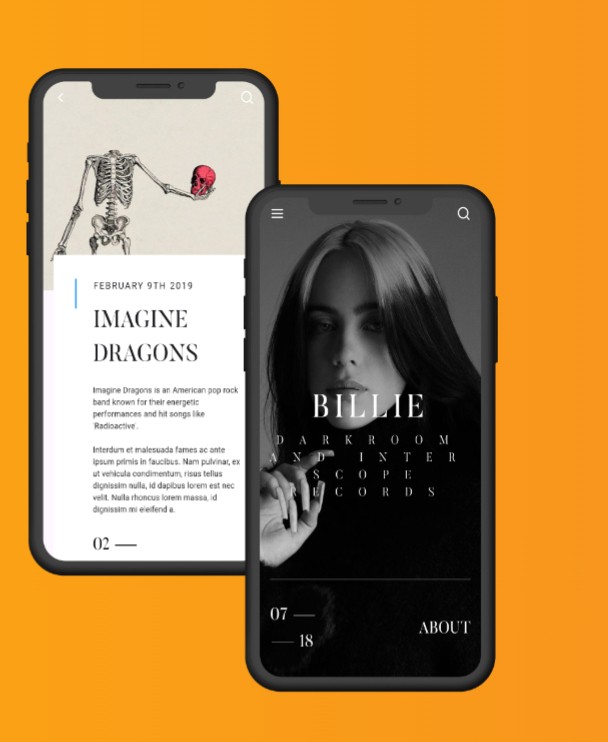 FEBRUARY 9TH 2019
IMAGINE
DRAGONS
Imagine Dragons is an American pop rock
band known for their energetic
performances and hit songs like
'Radioactive'.
Interdum et malesuada fames ac ante
ipsum primis in faucibus. Nam pulvinar, ex
ut vehicula condimentum, risus tellus
dignissim nulla, id dapibus lorem est nec
velit. Nulla rhoncus lorem massa, id
dignissim mi eleifend a.
02 —
BILLIE
DARKROOM
AND INTER
SCOPE
RECORDS
07 —
— 18
ABOUT